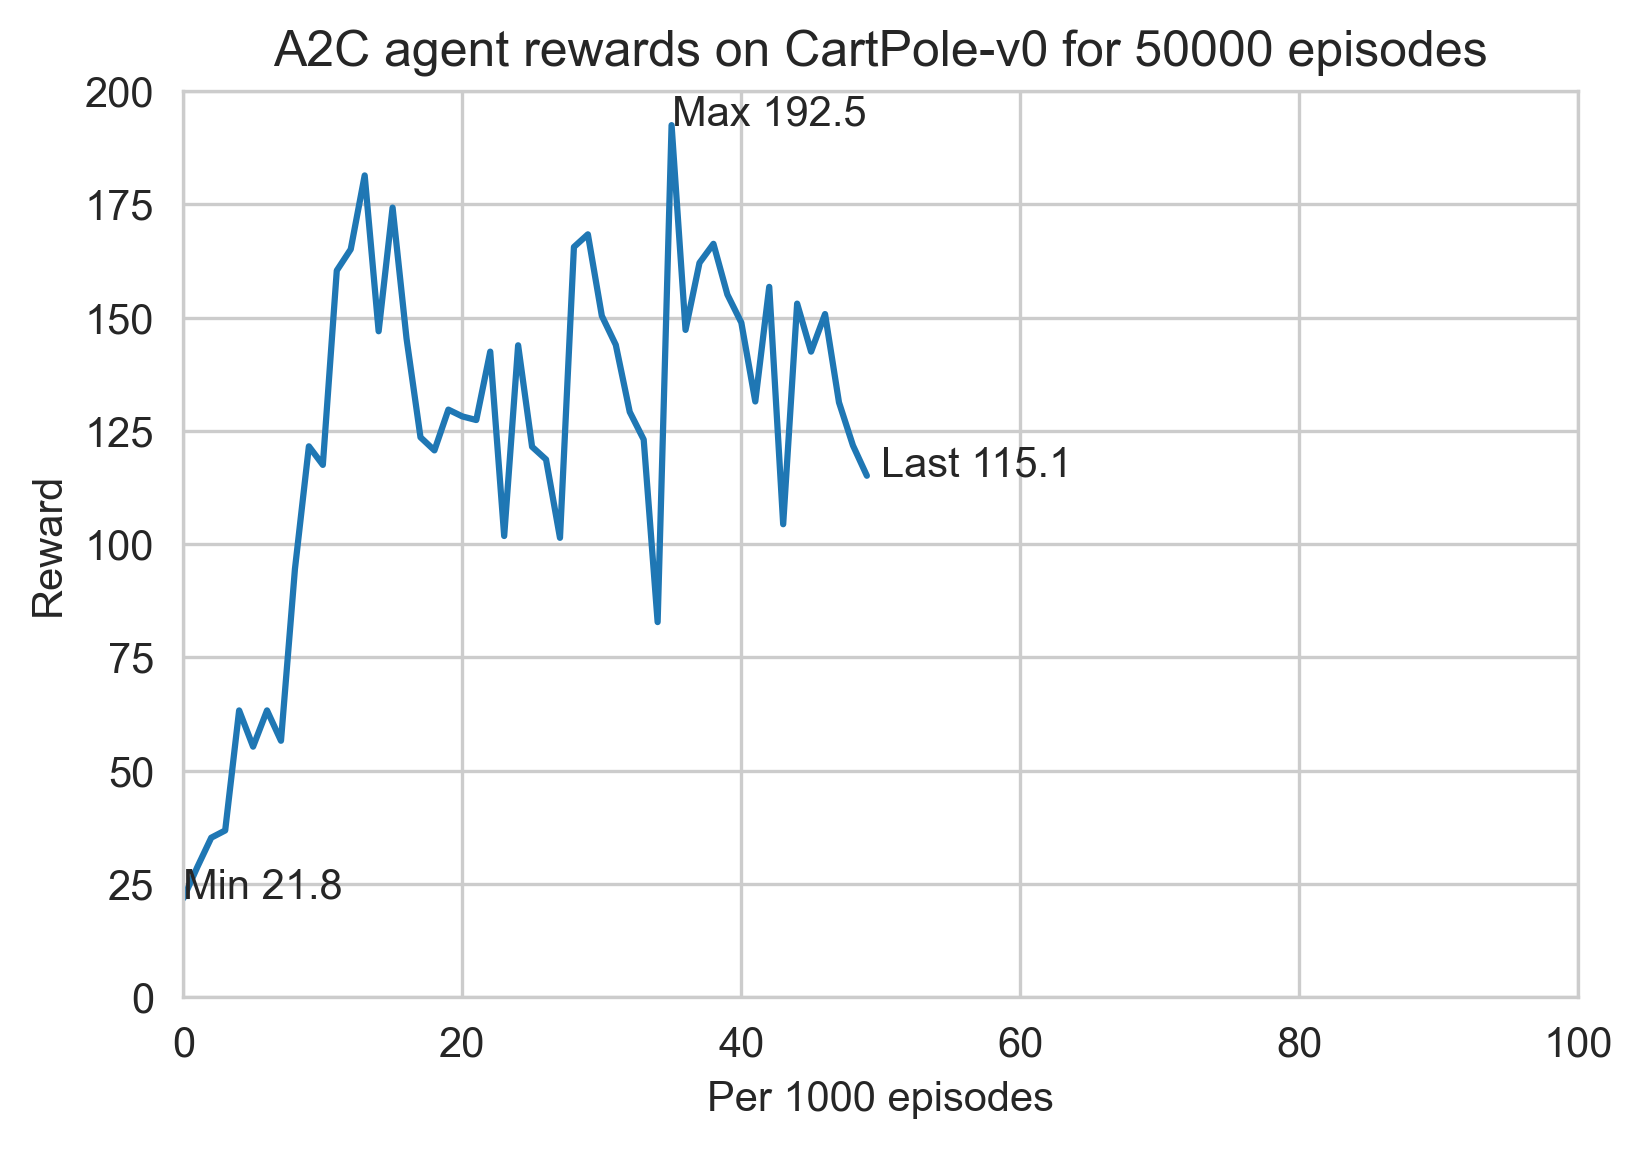 A2C agent rewards on CartPole-v0 for 50000 episodes
200
Max 192.5
175
150
125
Last 115.1
100
Reward
75
50
25
Min 21.8
0
0 20 40 60 80 100
Per 1000 episodes